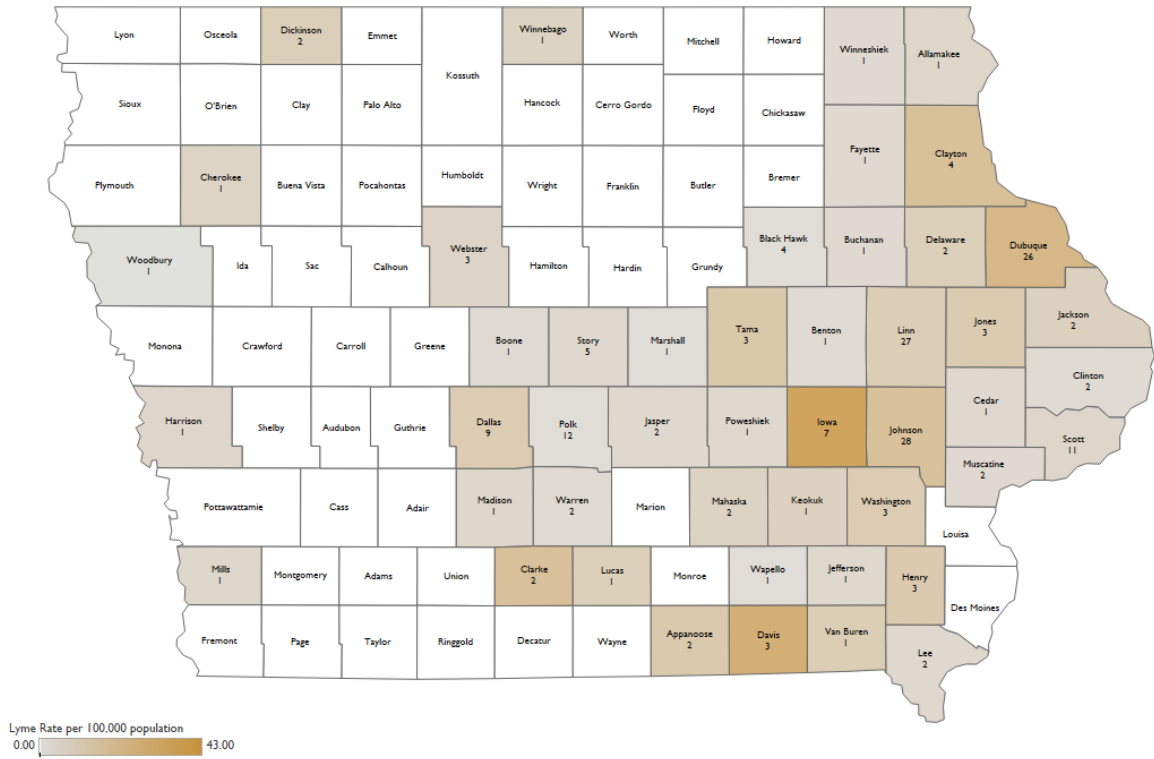 Lyon
Osceola
Dickinson
2
Emmet
Kossuth
Winnebago
1
Worth
Mitchell
Howard
Winneshiek
1
Allamakee
1
Sioux
O'Brien
Clay
Palo Alto
Hancock
Cerro Gordo
Floyd
Chickasaw
Plymouth
Cherokee
1
Buena Vista
Pocahontas
Humboldt
Wright
Franklin
Butler
Bremer
Fayette
1
Clayton
4
Woodbury
1
Ida
Sac
Calhoun
Webster
3
Hamilton
Hardin
Grundy
Black Hawk
4
Buchanan
1
Delaware
2
Dubuque
26
Monona
Crawford
Carroll
Greene
Boone
1
Story
5
Marshall
1
Tama
3
Benton
1
Linn
27
Jones
3
Jackson
2
Clinton
2
Harrison
1
Shelby
Audubon
Guthrie
Dallas
9
Polk
12
Jasper
2
Poweshiek
1
Iowa
7
Johnson
28
Cedar
1
Scott
11
Muscatine
2
Pottawattamie
Cass
Adair
Madison
1
Warren
2
Marion
Mahaska
2
Keokuk
1
Washington
3
Louisa
Mills
1
Montgomery
Adams
Union
Clarke
2
Lucas
1
Monroe
Wapello
1
Jefferson
1
Henry
3
Des Moines
Fremont
Page
Taylor
Ringgold
Decatur
Wayne
Appanoose
2
Davis
3
Van Buren
1
Lee
2
Lyme Rate per 100,000 population
0.00 43.00